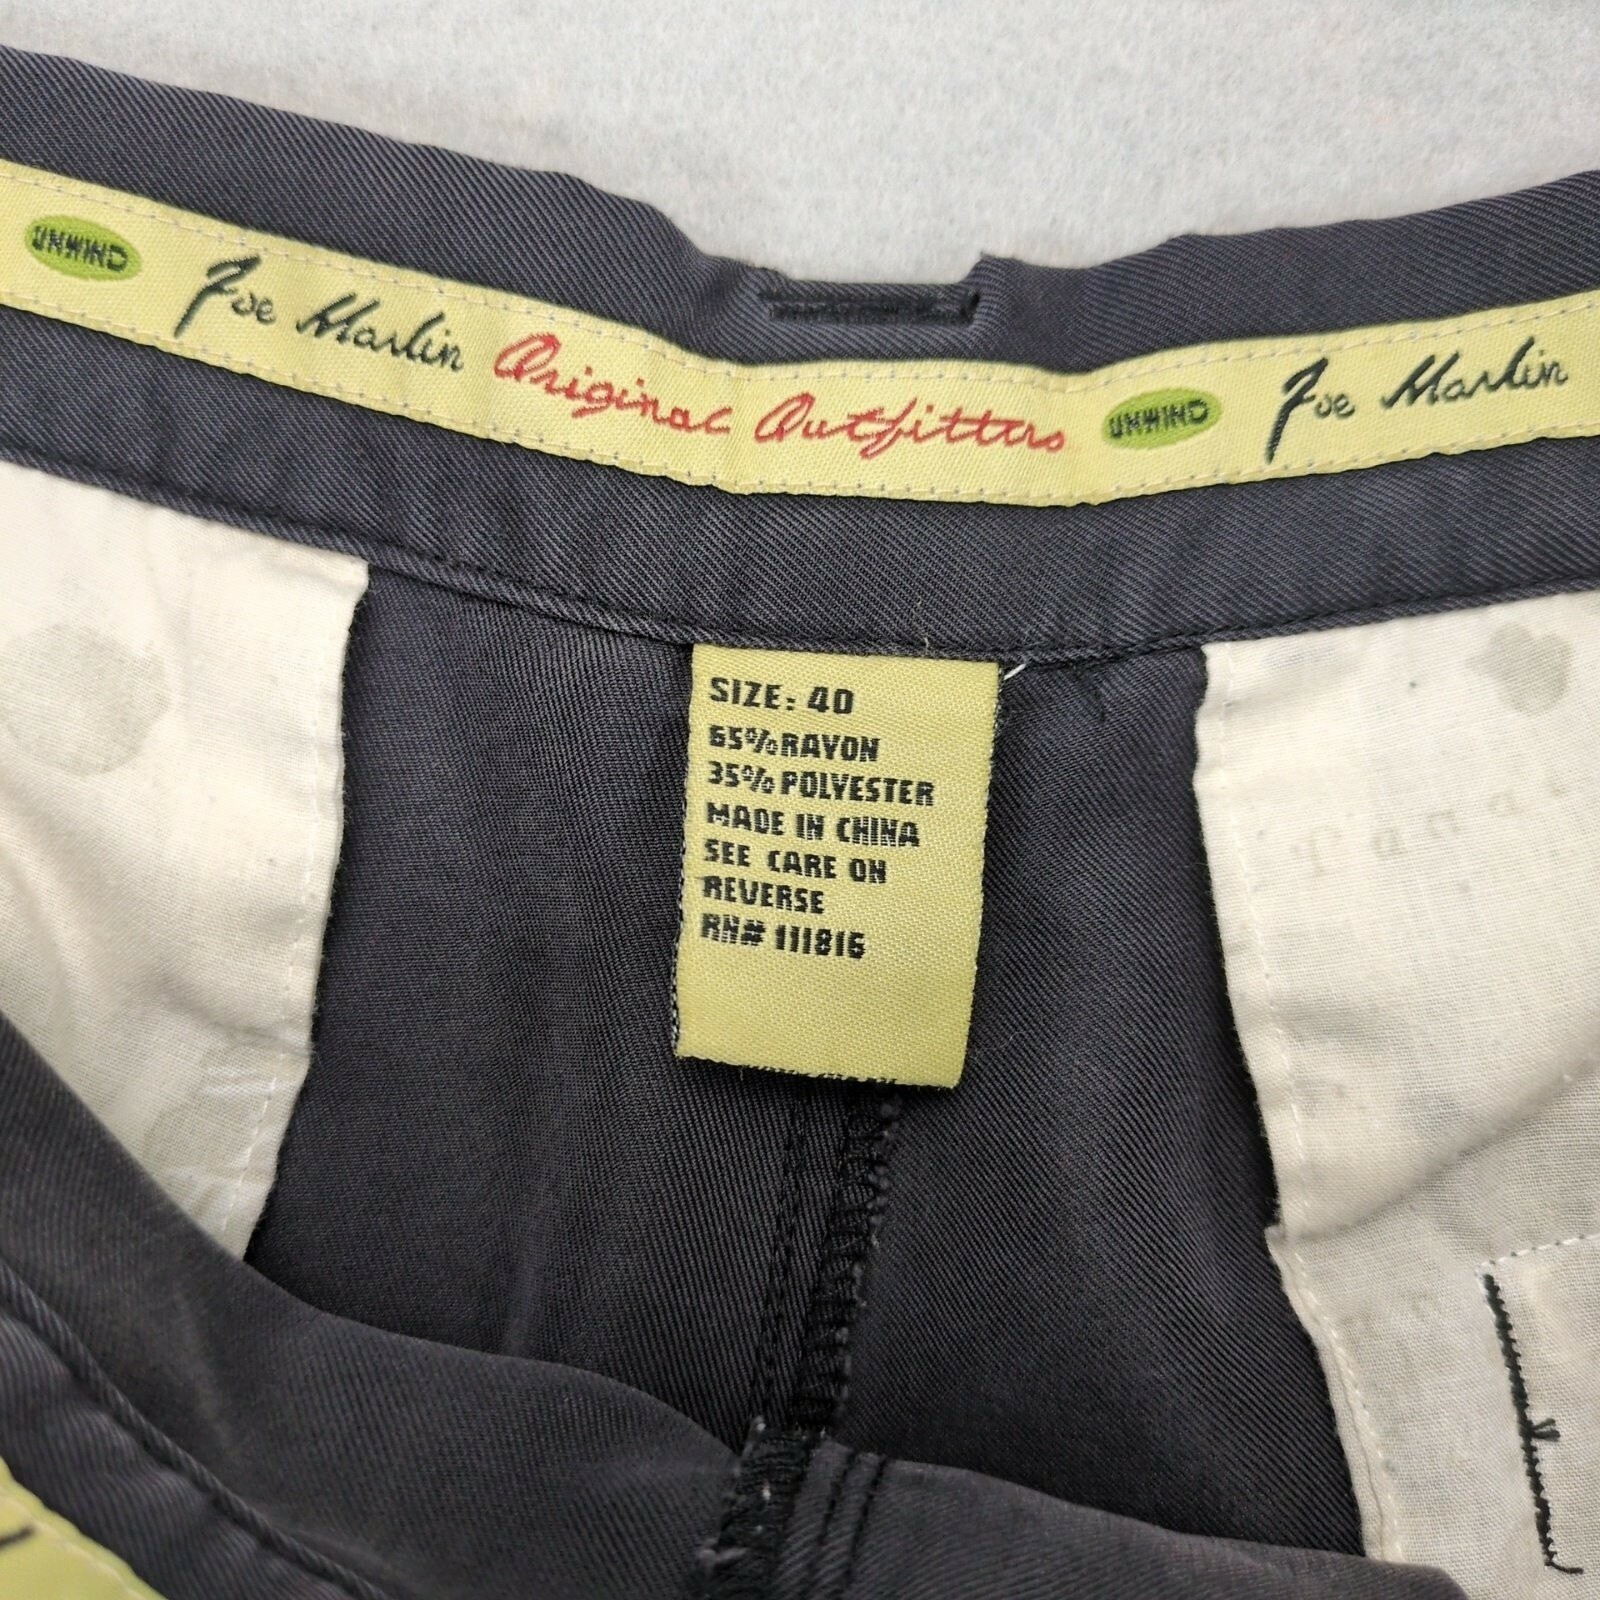 UNWIND Joe Marlin Original Outfitters UNWIND Joe Marlin
SIZE: 40
65% RAYON
35% POLYESTER
MADE IN CHINA
SEE CARE ON
REVERSE
RN# 111816